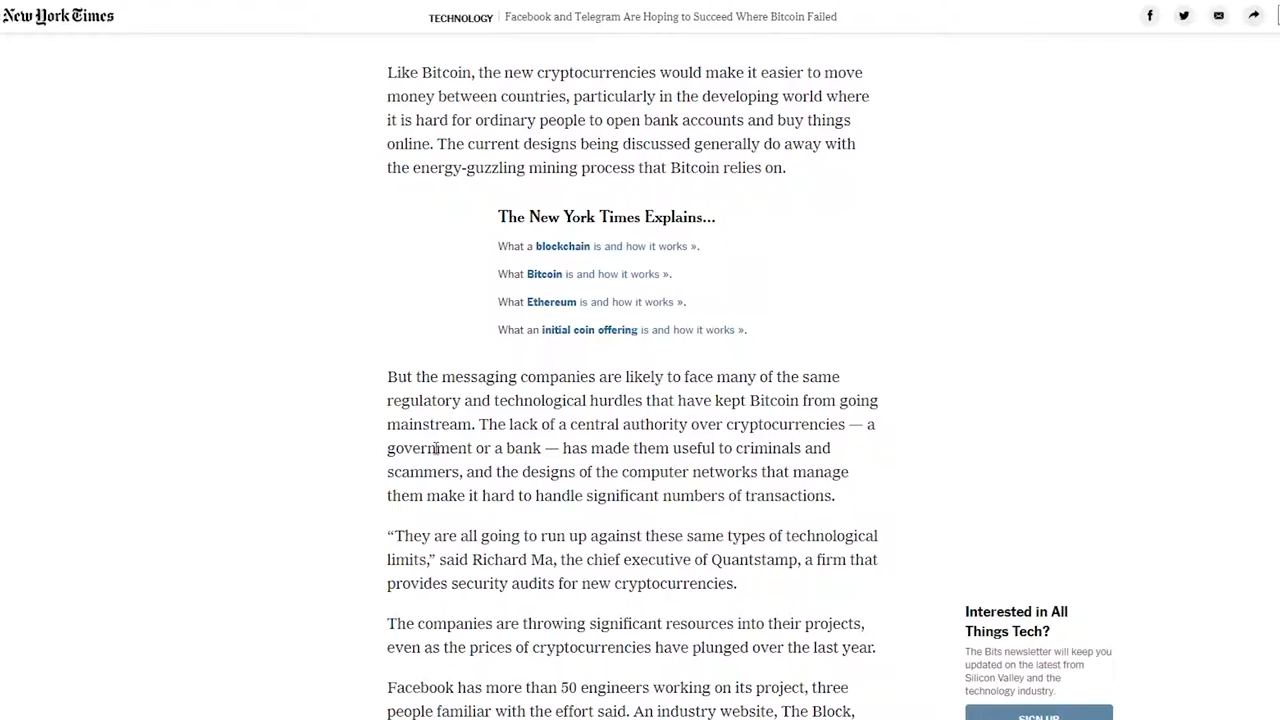 New York Times
TECHNOLOGY | Facebook and Telegram Are Hoping to Succeed Where Bitcoin Failed
Like Bitcoin, the new cryptocurrencies would make it easier to move
money between countries, particularly in the developing world where
it is hard for ordinary people to open bank accounts and buy things
online. The current designs being discussed generally do away with
the energy-guzzling mining process that Bitcoin relies on.
The New York Times Explains...
What a blockchain is and how it works ».
What Bitcoin is and how it works ».
What Ethereum is and how it works ».
What an initial coin offering is and how it works ».
But the messaging companies are likely to face many of the same
regulatory and technological hurdles that have kept Bitcoin from going
mainstream. The lack of a central authority over cryptocurrencies — a
government or a bank — has made them useful to criminals and
scammers, and the designs of the computer networks that manage
them make it hard to handle significant numbers of transactions.
“They are all going to run up against these same types of technological
limits,” said Richard Ma, the chief executive of Quantstamp, a firm that
provides security audits for new cryptocurrencies.
The companies are throwing significant resources into their projects,
even as the prices of cryptocurrencies have plunged over the last year.
Facebook has more than 50 engineers working on its project, three
people familiar with the effort said. An industry website, The Block,
Interested in All
Things Tech?
The Bits newsletter will keep you
updated on the latest from
Silicon Valley and the
technology industry.
SIGN UP